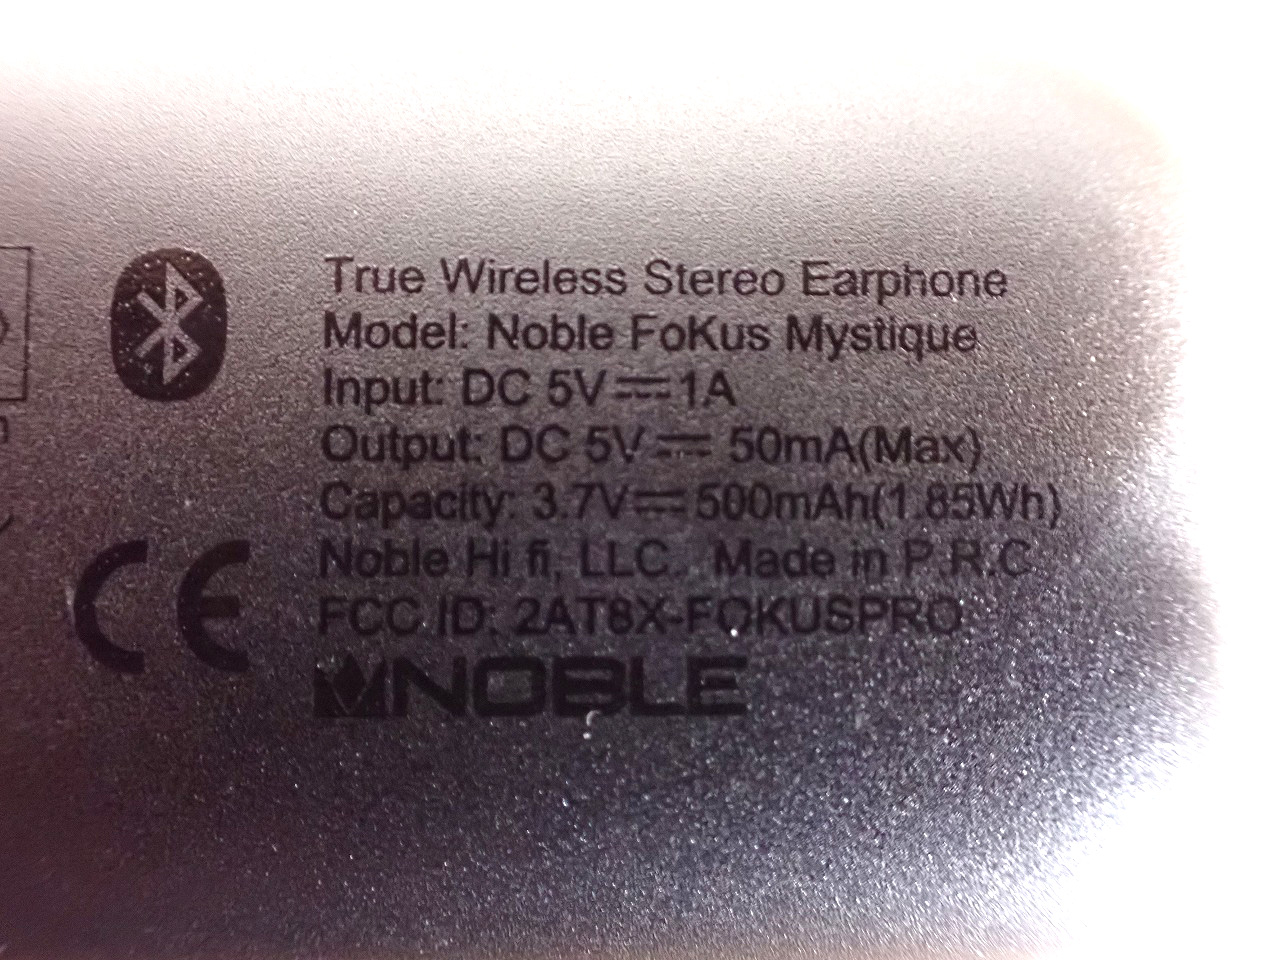 True Wireless Stereo Earphone
Model: Noble FoKus Mystique
Input: DC 5V⎓1A
Output: DC 5V⎓ 50mA(Max)
Capacity: 3.7V⎓500mAh(1.85Wh)
Noble Hi fi, LLC. Made in P.R.C
FCC ID: 2AT8X-FOKUSPRO
CE
NOBLE